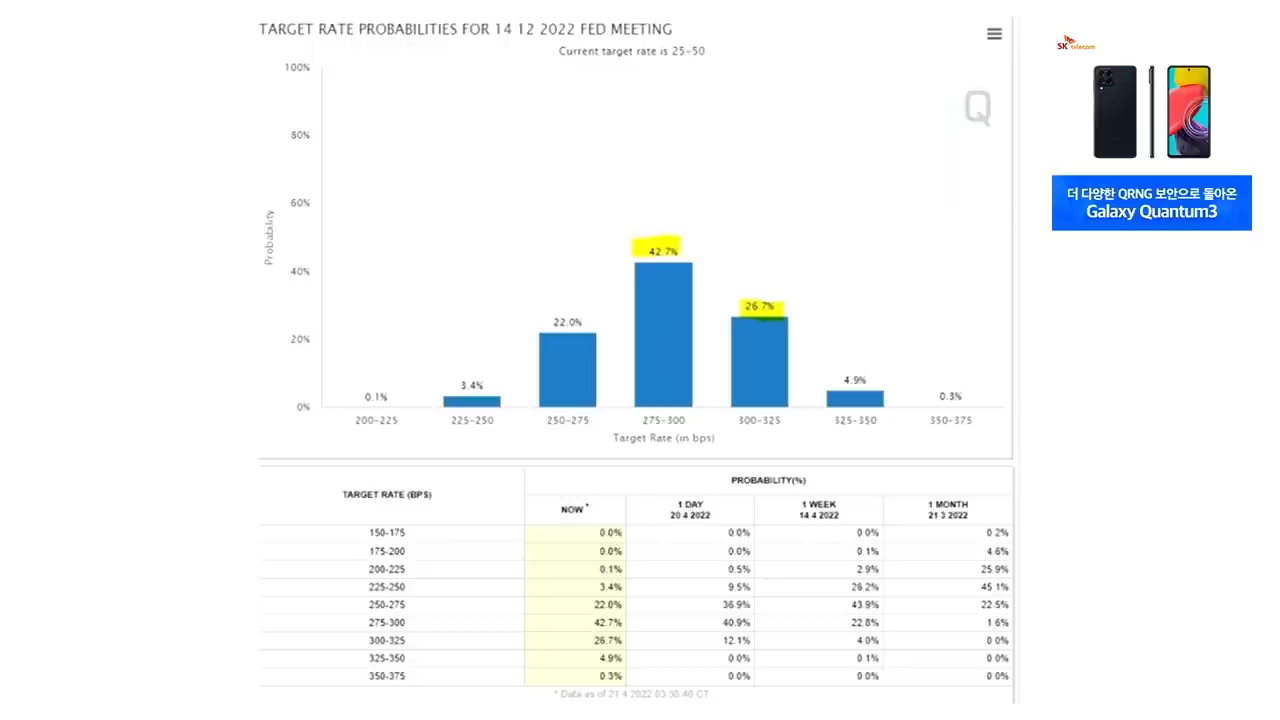 TARGET RATE PROBABILITIES FOR 14 12 2022 FED MEETING
Current target rate is 25-50
SK telecom
100%
80%
60%
40%
20%
0%
Probability
Q
0.1%
3.4%
22.0%
42.7%
26.7%
4.9%
0.3%
200-225
225-250
250-275
275-300
300-325
325-350
350-375
Target Rate (in bps)
더 다양한 QRNG 보안으로 돌아온
Galaxy Quantum3
TARGET RATE (BPS)
PROBABILITY(%)
NOW *
1 DAY
20 4 2022
1 WEEK
14 4 2022
1 MONTH
21 3 2022
150-175 0.0% 0.0% 0.0% 0.2%
175-200 0.0% 0.0% 0.1% 4.6%
200-225 0.1% 0.5% 2.9% 25.9%
225-250 3.4% 9.5% 26.2% 45.1%
250-275 22.0% 36.9% 43.9% 22.5%
275-300 42.7% 40.9% 22.8% 1.6%
300-325 26.7% 12.1% 4.0% 0.0%
325-350 4.9% 0.0% 0.1% 0.0%
350-375 0.3% 0.0% 0.0% 0.0%
* Data as of 21 4 2022 CT